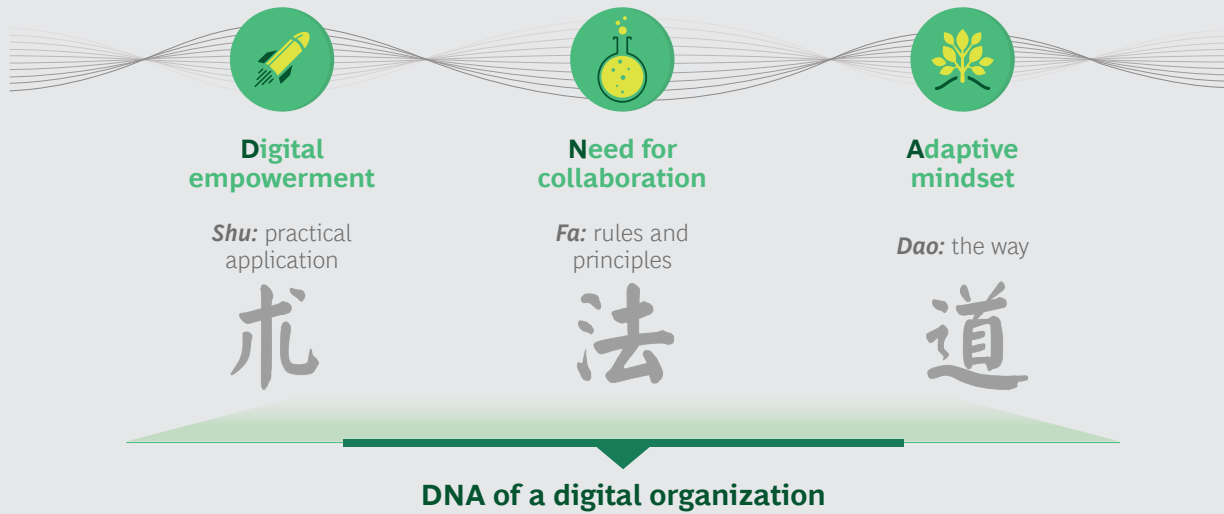 Digital
empowerment
Need for
collaboration
Adaptive
mindset
Shu: practical
application
Fa: rules and
principles
Dao: the way
术
法
道
DNA of a digital organization